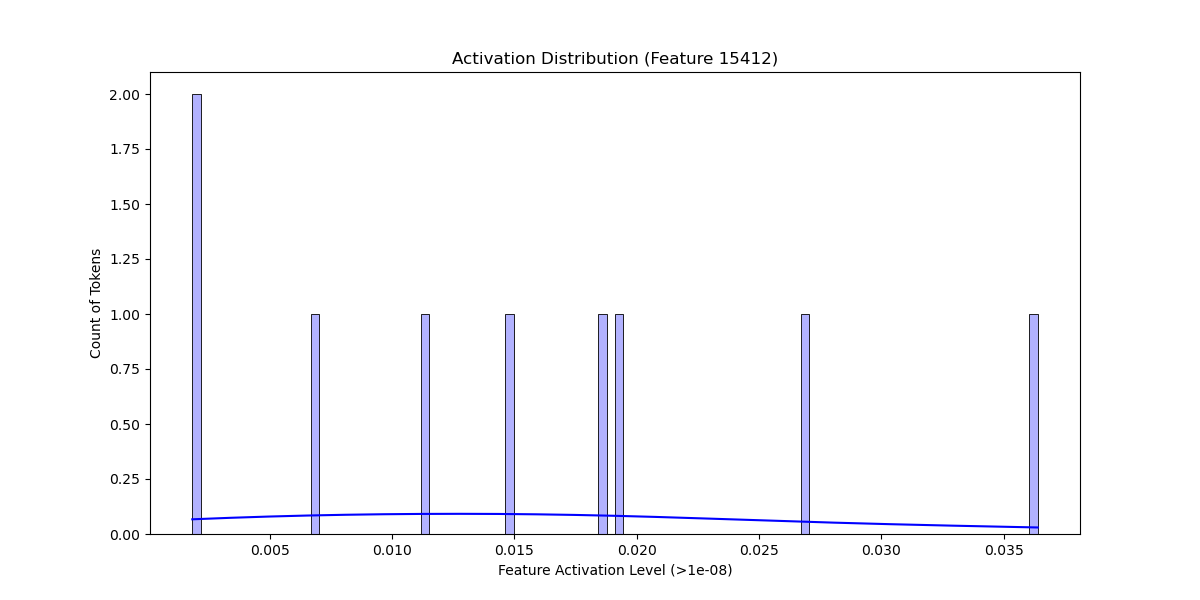 Activation Distribution (Feature 15412)
2.00
1.75
1.50
1.25
1.00
0.75
0.50
0.25
0.00
Count of Tokens
0.005 0.010 0.015 0.020 0.025 0.030 0.035
Feature Activation Level (>1e-08)